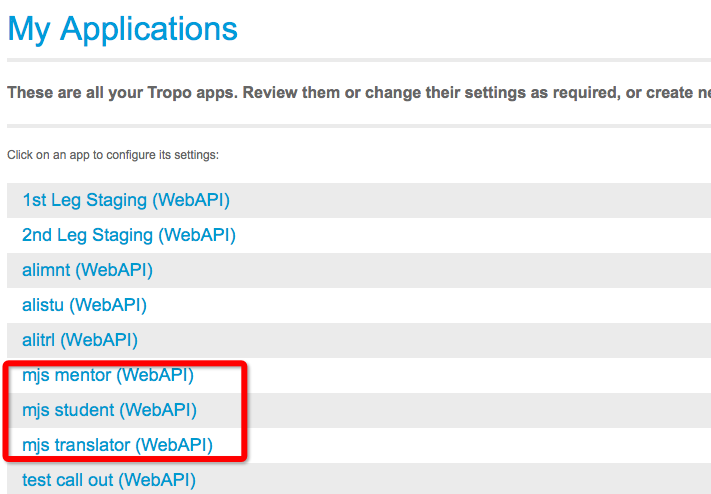 My Applications
These are all your Tropo apps. Review them or change their settings as required, or create ne
Click on an app to configure its settings:
1st Leg Staging (WebAPI)
2nd Leg Staging (WebAPI)
alimnt (WebAPI)
alistu (WebAPI)
alitrl (WebAPI)
mjs mentor (WebAPI)
mjs student (WebAPI)
mjs translator (WebAPI)
test call out (WebAPI)